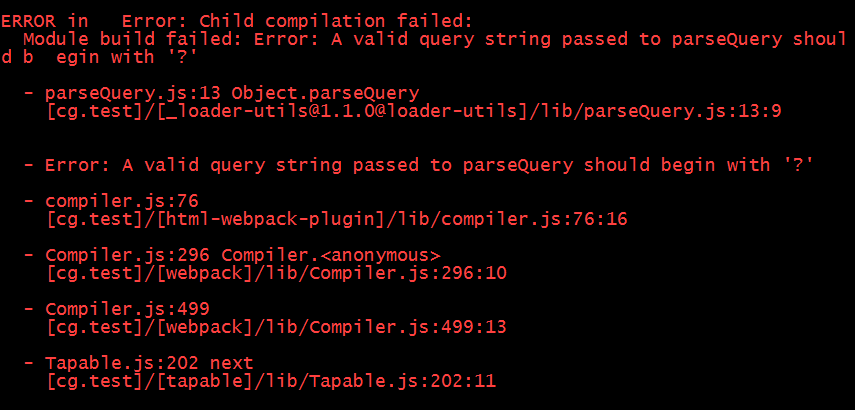 ERROR in   Error: Child compilation failed:
  Module build failed: Error: A valid query string passed to parseQuery shoul
d b  egin with '?'
  - parseQuery.js:13 Object.parseQuery
    [cg.test]/[_loader-utils@1.1.0@loader-utils]/lib/parseQuery.js:13:9
  - Error: A valid query string passed to parseQuery should begin with '?'
  - compiler.js:76
    [cg.test]/[html-webpack-plugin]/lib/compiler.js:76:16
  - Compiler.js:296 Compiler.<anonymous>
    [cg.test]/[webpack]/lib/Compiler.js:296:10
  - Compiler.js:499
    [cg.test]/[webpack]/lib/Compiler.js:499:13
  - Tapable.js:202 next
    [cg.test]/[tapable]/lib/Tapable.js:202:11